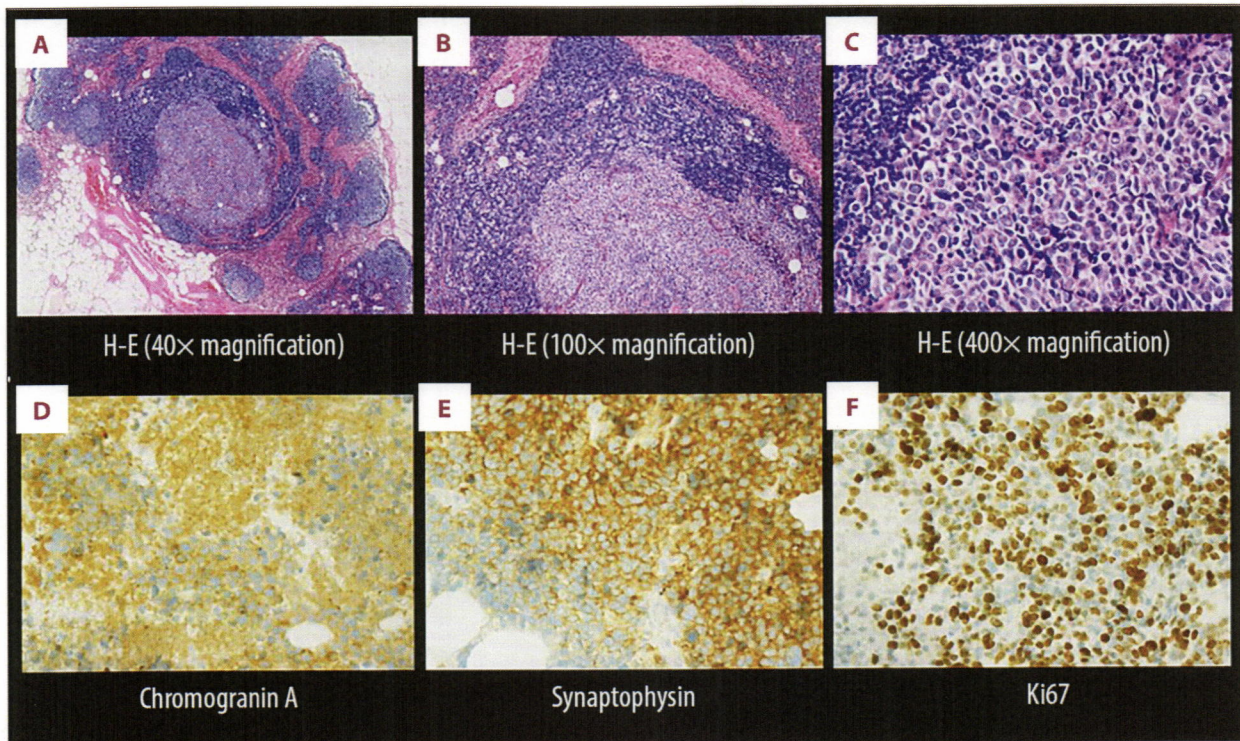 A
B
C
H-E (40× magnification)
H-E (100× magnification)
H-E (400× magnification)
D
E
F
Chromogranin A
Synaptophysin
Ki67